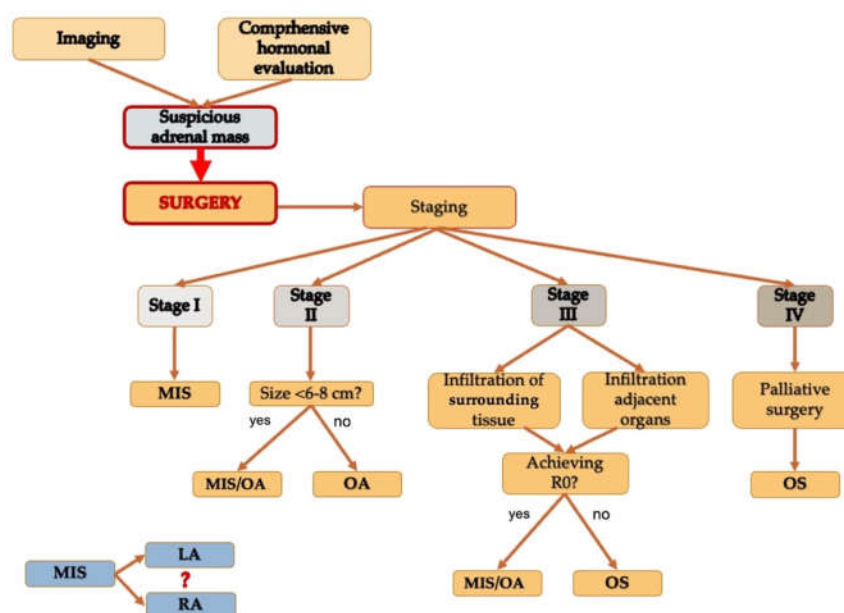 Imaging
Comprhensive
hormonal
evaluation
Suspicious
adrenal mass
SURGERY
Staging
Stage I
Stage
II
Stage
III
Stage
IV
MIS
Size <6-8 cm?
Infiltration of
surrounding
tissue
Infiltration
adjacent
organs
Palliative
surgery
yes
no
MIS/OA
OA
Achieving
R0?
OS
yes
no
MIS/OA
OS
MIS
LA
?
RA